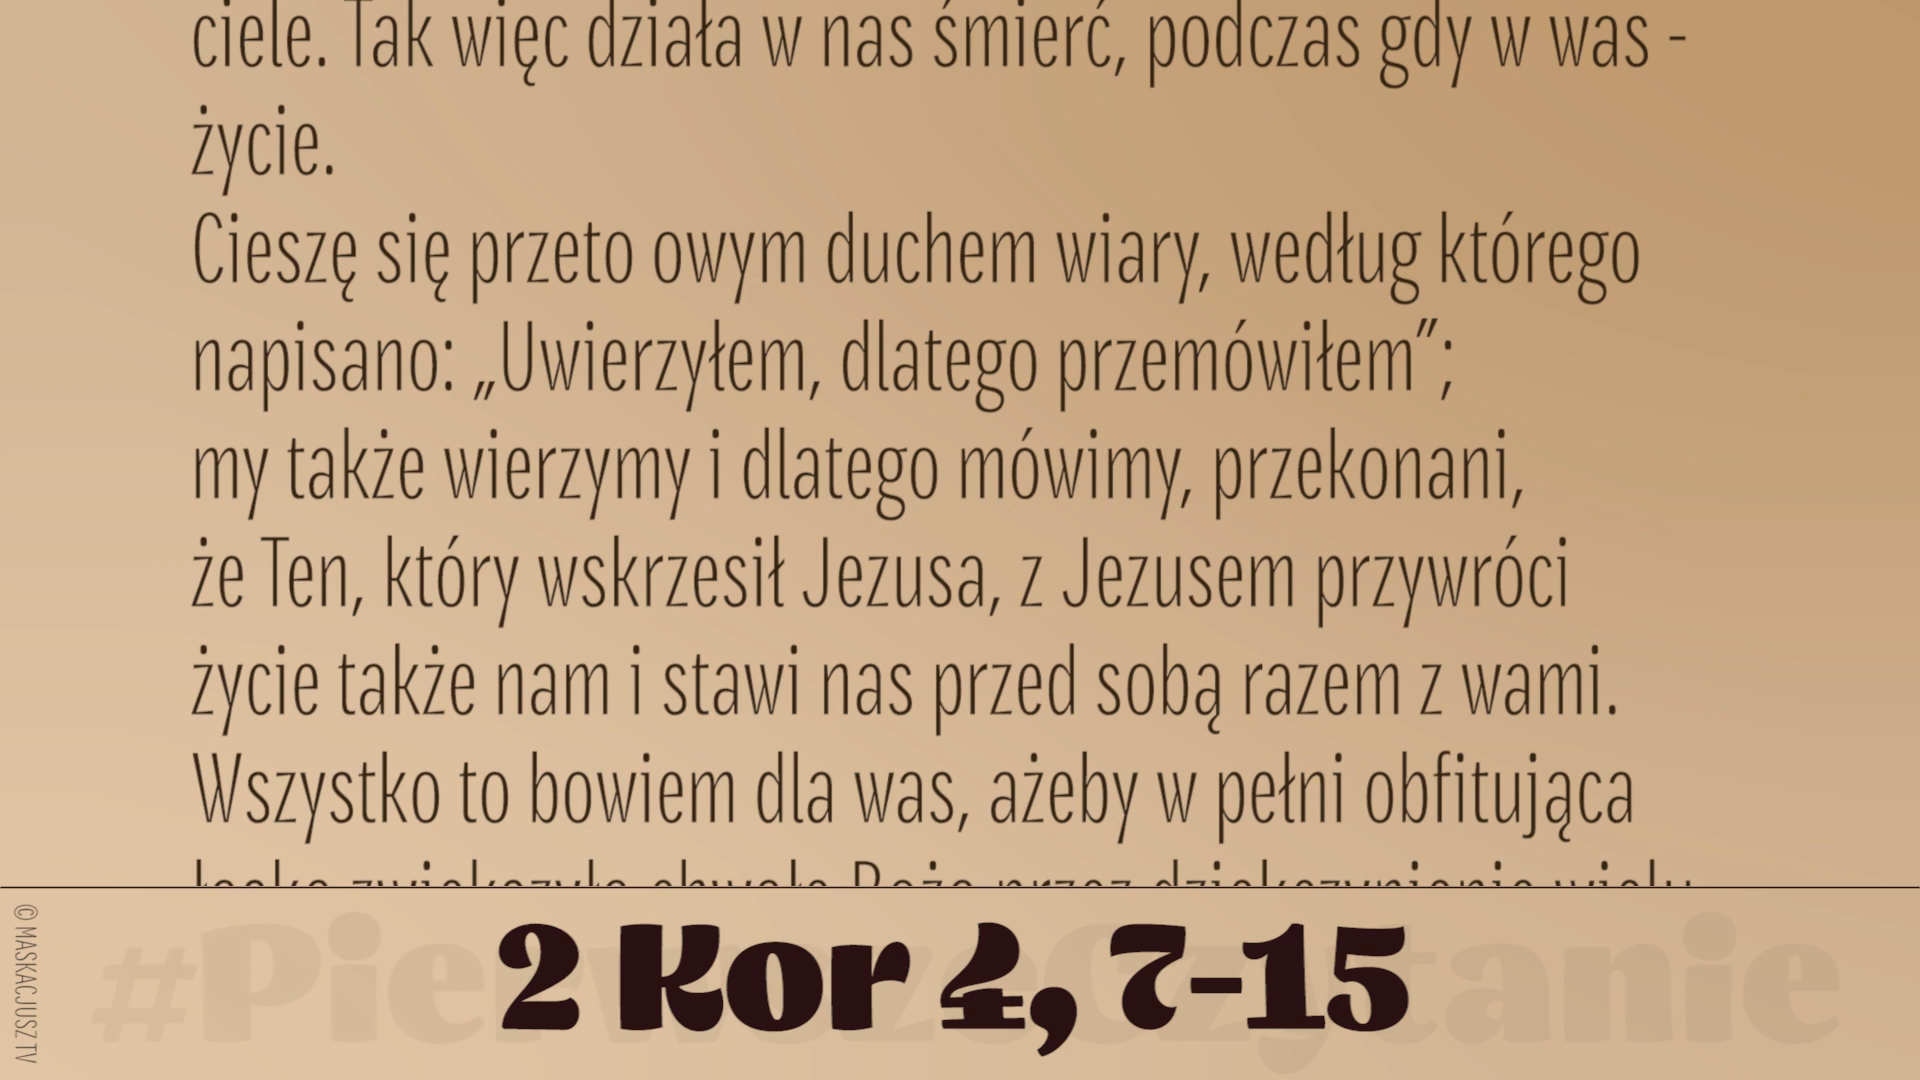 ciele. Tak więc działa w nas śmierć, podczas gdy w was -
życie.
Cieszę się przeto owym duchem wiary, według którego
napisano: „Uwierzyłem, dlatego przemówiłem”;
my także wierzymy i dlatego mówimy, przekonani,
że Ten, który wskrzesił Jezusa, z Jezusem przywróci
życie także nam i stawi nas przed sobą razem z wami.
Wszystko to bowiem dla was, ażeby w pełni obfitująca
#PierwszeCzytanie
2 Kor 4, 7-15
© MASKACJUSZ TV